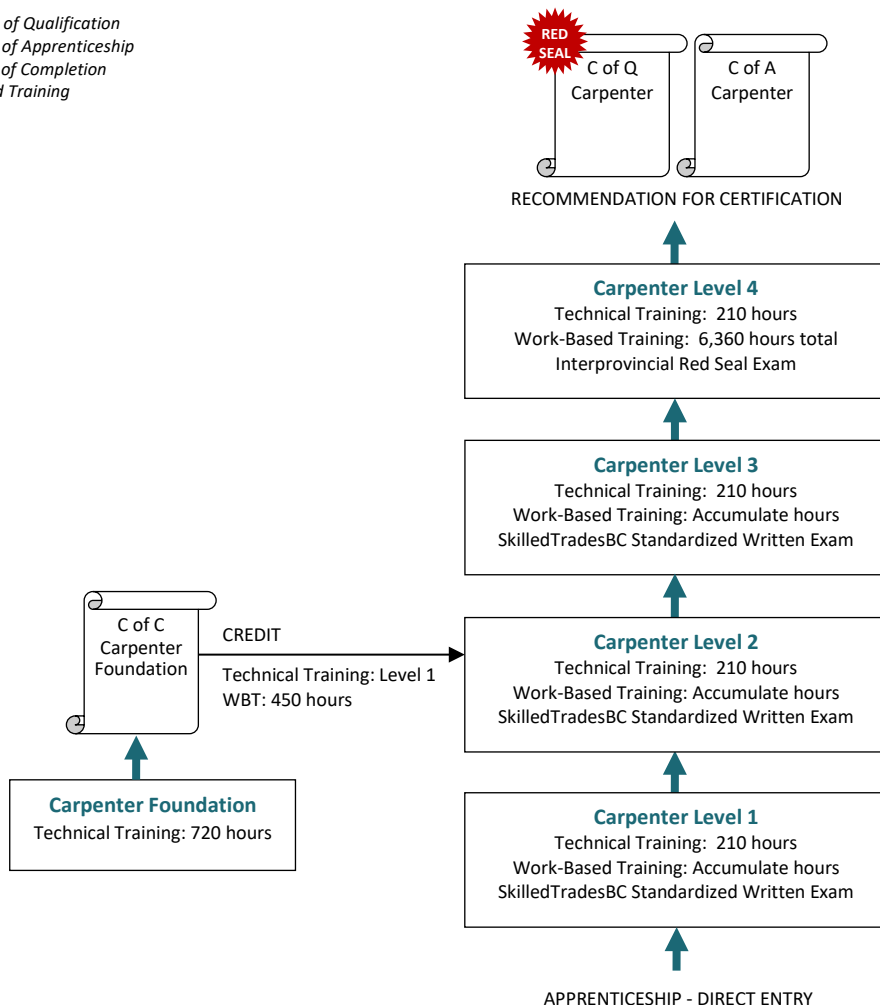 of Qualification
of Apprenticeship
of Completion
Training
RED
SEAL
C of Q
Carpenter
C of A
Carpenter
RECOMMENDATION FOR CERTIFICATION
Carpenter Level 4
Technical Training: 210 hours
Work-Based Training: 6,360 hours total
Interprovincial Red Seal Exam
Carpenter Level 3
Technical Training: 210 hours
Work-Based Training: Accumulate hours
SkilledTradesBC Standardized Written Exam
C of C
Carpenter
Foundation
CREDIT
Technical Training: Level 1
WBT: 450 hours
Carpenter Level 2
Technical Training: 210 hours
Work-Based Training: Accumulate hours
SkilledTradesBC Standardized Written Exam
Carpenter Foundation
Technical Training: 720 hours
Carpenter Level 1
Technical Training: 210 hours
Work-Based Training: Accumulate hours
SkilledTradesBC Standardized Written Exam
APPRENTICESHIP - DIRECT ENTRY